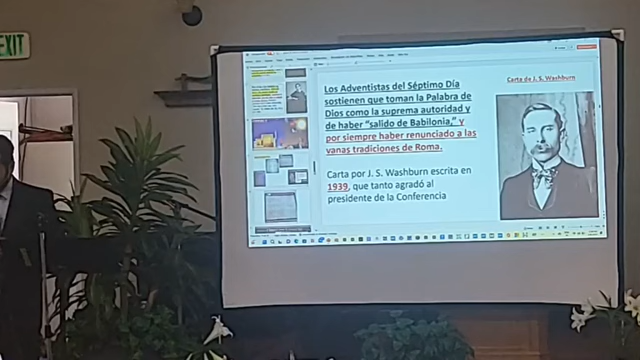 EXIT
Los Adventistas del Séptimo Día
sostienen que toman la Palabra de
Dios como la suprema autoridad y
de haber “salido de Babilonia,” y
por siempre haber renunciado a las
vanas tradiciones de Roma.
Carta por J. S. Washburn escrita en
1939, que tanto agradó al
presidente de la Conferencia
Carta de J. S. Washburn